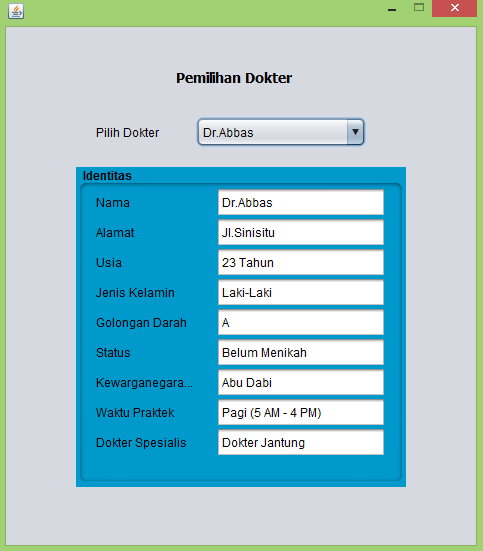 Pemilihan Dokter
Pilih Dokter Dr.Abbas
Identitas
Nama Dr.Abbas
Alamat Jl.Sinisitu
Usia 23 Tahun
Jenis Kelamin Laki-Laki
Golongan Darah A
Status Belum Menikah
Kewarganegara... Abu Dabi
Waktu Praktek Pagi (5 AM - 4 PM)
Dokter Spesialis Dokter Jantung